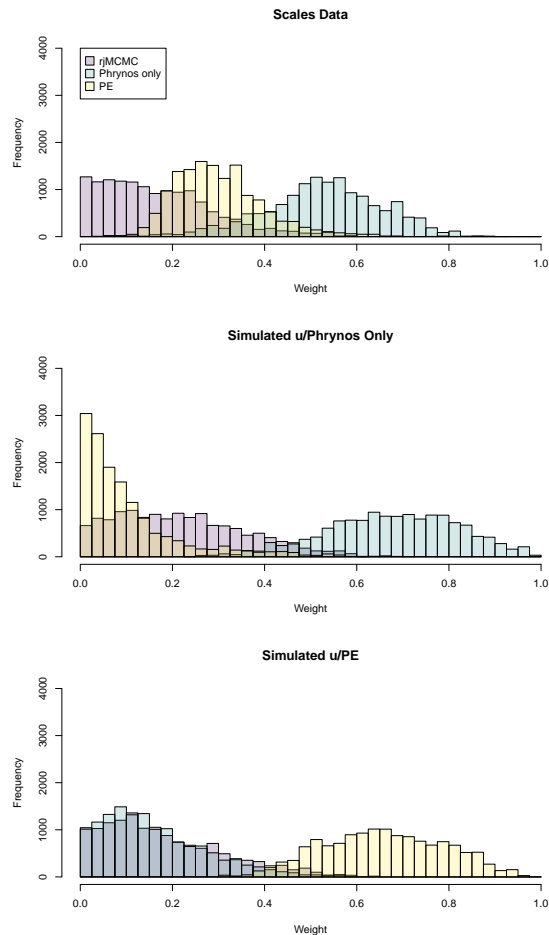 Scales Data
4000
3000
2000
1000
0
Frequency
rjMCMC
Phrynos only
PE
0.0 0.2 0.4 0.6 0.8 1.0
Weight
Simulated u/Phrynos Only
4000
3000
2000
1000
0
Frequency
0.0 0.2 0.4 0.6 0.8 1.0
Weight
Simulated u/PE
4000
3000
2000
1000
0
Frequency
0.0 0.2 0.4 0.6 0.8 1.0
Weight